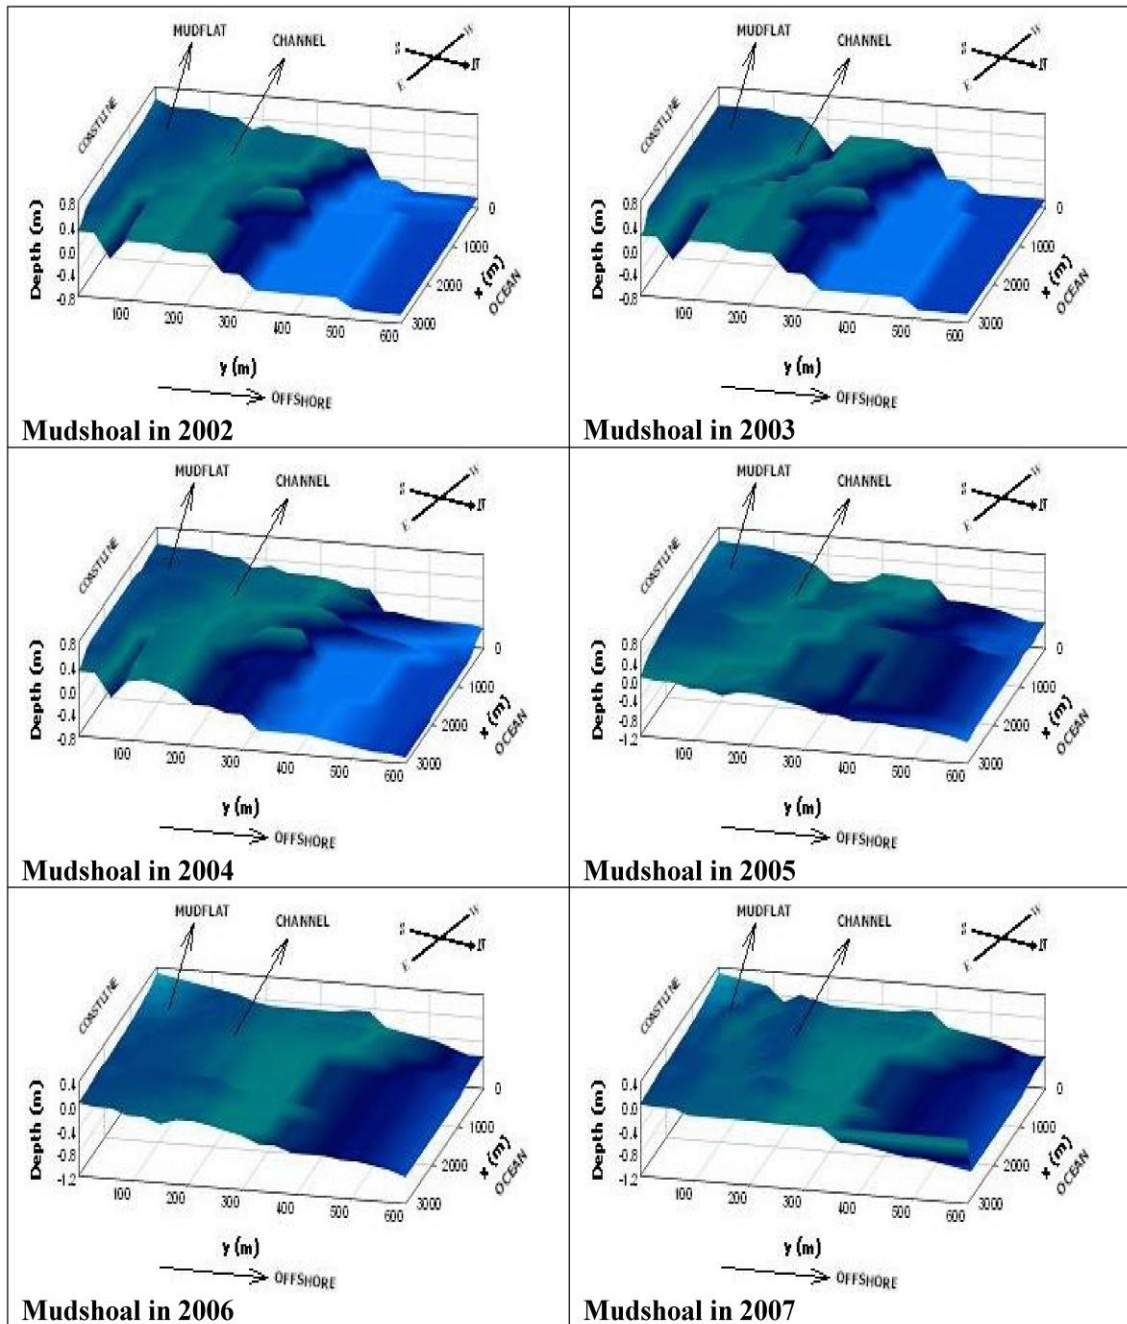 MUDFLAT
CHANNEL
S
W
E
N
COASTLINE
Depth (m)
0.8
0.4
0.0
-0.4
-0.8
100
200
300
400
500
600
0
1000
2000
3000
x (m)
OCEAN
y (m)
OFFSHORE
Mudshoal in 2002
MUDFLAT
CHANNEL
S
W
E
N
COASTLINE
Depth (m)
0.8
0.4
0.0
-0.4
-0.8
100
200
300
400
500
600
0
1000
2000
3000
x (m)
OCEAN
y (m)
OFFSHORE
Mudshoal in 2003
MUDFLAT
CHANNEL
S
W
E
N
COASTLINE
Depth (m)
0.8
0.4
0.0
-0.4
-0.8
100
200
300
400
500
600
0
1000
2000
3000
x (m)
OCEAN
y (m)
OFFSHORE
Mudshoal in 2004
MUDFLAT
CHANNEL
S
W
E
N
COASTLINE
Depth (m)
0.8
0.4
0.0
-0.4
-0.8
-1.2
100
200
300
400
500
600
0
1000
2000
3000
x (m)
OCEAN
y (m)
OFFSHORE
Mudshoal in 2005
MUDFLAT
CHANNEL
S
W
E
N
COASTLINE
Depth (m)
0.4
0.0
-0.4
-0.8
-1.2
100
200
300
400
500
600
0
1000
2000
3000
x (m)
OCEAN
y (m)
OFFSHORE
Mudshoal in 2006
MUDFLAT
CHANNEL
S
W
E
N
COASTLINE
Depth (m)
0.4
0.0
-0.4
-0.8
-1.2
100
200
300
400
500
600
0
1000
2000
3000
x (m)
OCEAN
y (m)
OFFSHORE
Mudshoal in 2007